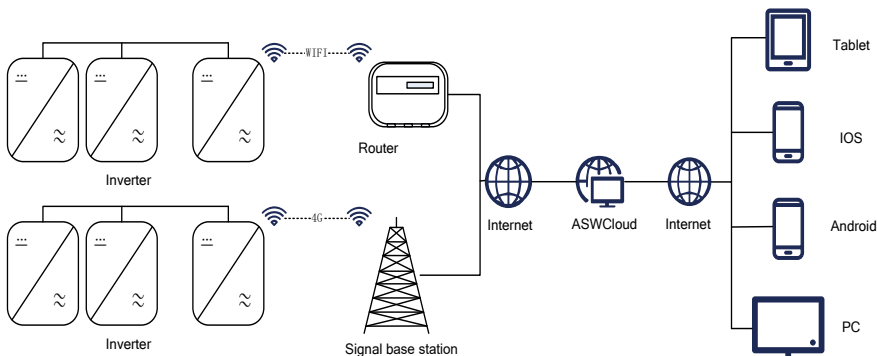 WIFI
Router
Inverter
4G
Signal base station
Inverter
Internet
ASWCloud
Internet
Tablet
IOS
Android
PC